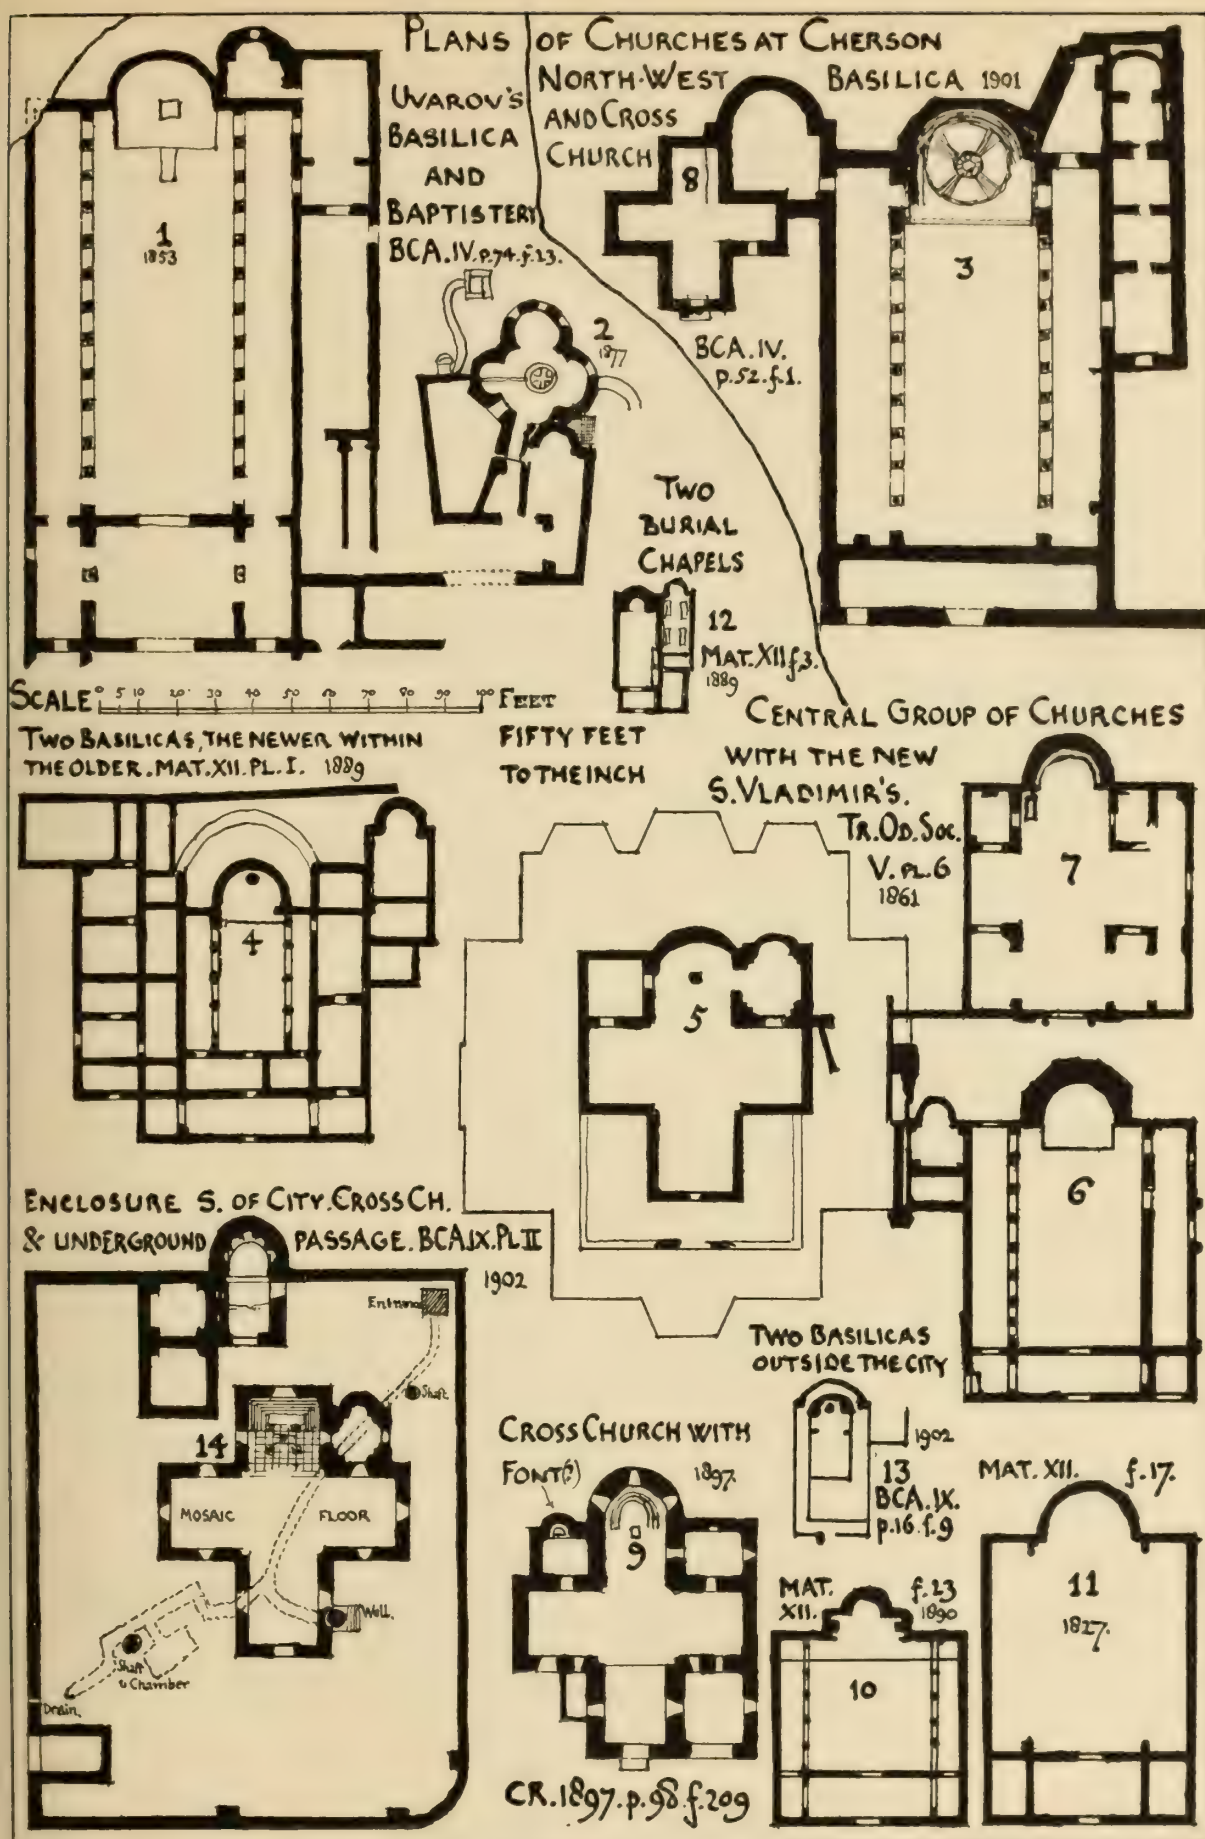 PLANS OF CHURCHES AT CHERSON
UVAROV'S
BASILICA
AND
BAPTISTERY
BCA. IV. p. 74. f. 23.
NORTH-WEST BASILICA 1901
AND CROSS
CHURCH
8
1
1853
3
2
1877
BCA. IV.
p. 52. f. 1.
TWO
BURIAL
CHAPELS
12
MAT. XII f. 3.
1889
SCALE 0 5 10 20 30 40 50 60 70 80 90 100 FEET
FIFTY FEET
TO THE INCH
TWO BASILICAS, THE NEWER WITHIN
THE OLDER. MAT. XII. PL. I. 1889
4
CENTRAL GROUP OF CHURCHES
WITH THE NEW
S. VLADIMIR'S.
TR. OD. SOC.
V. PL. 6
1861
7
5
6
ENCLOSURE S. OF CITY. CROSS CH.
& UNDERGROUND PASSAGE. BCA. IX. PL II
1902
Entrance
Shaft
14
MOSAIC FLOOR
Well.
Shaft
& Chamber
Drain.
CROSS CHURCH WITH
FONT(?) 1897.
9
CR. 1897. p. 98. f. 209
TWO BASILICAS
OUTSIDE THE CITY
1902
13
BCA. IX.
p. 16. f. 9
MAT. f. 23
XII. 1890
10
MAT. XII. f. 17.
11
1827.